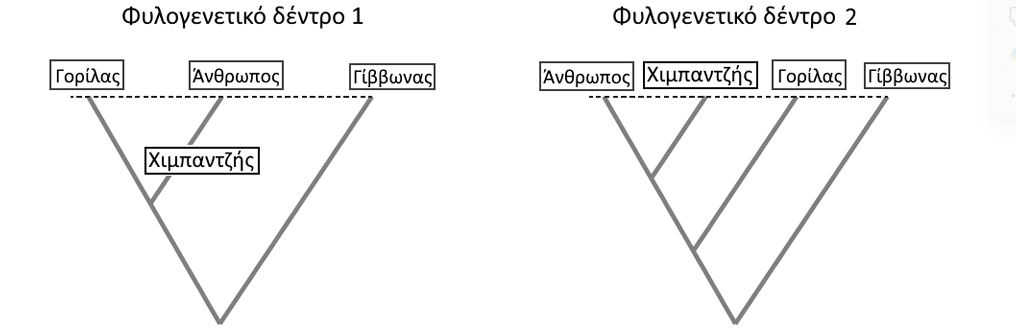 Φυλογενετικό δέντρο 1
Γορίλας
Άνθρωπος
Γίββωνας
Χιμπαντζής
Φυλογενετικό δέντρο 2
Άνθρωπος
Χιμπαντζής
Γορίλας
Γίββωνας